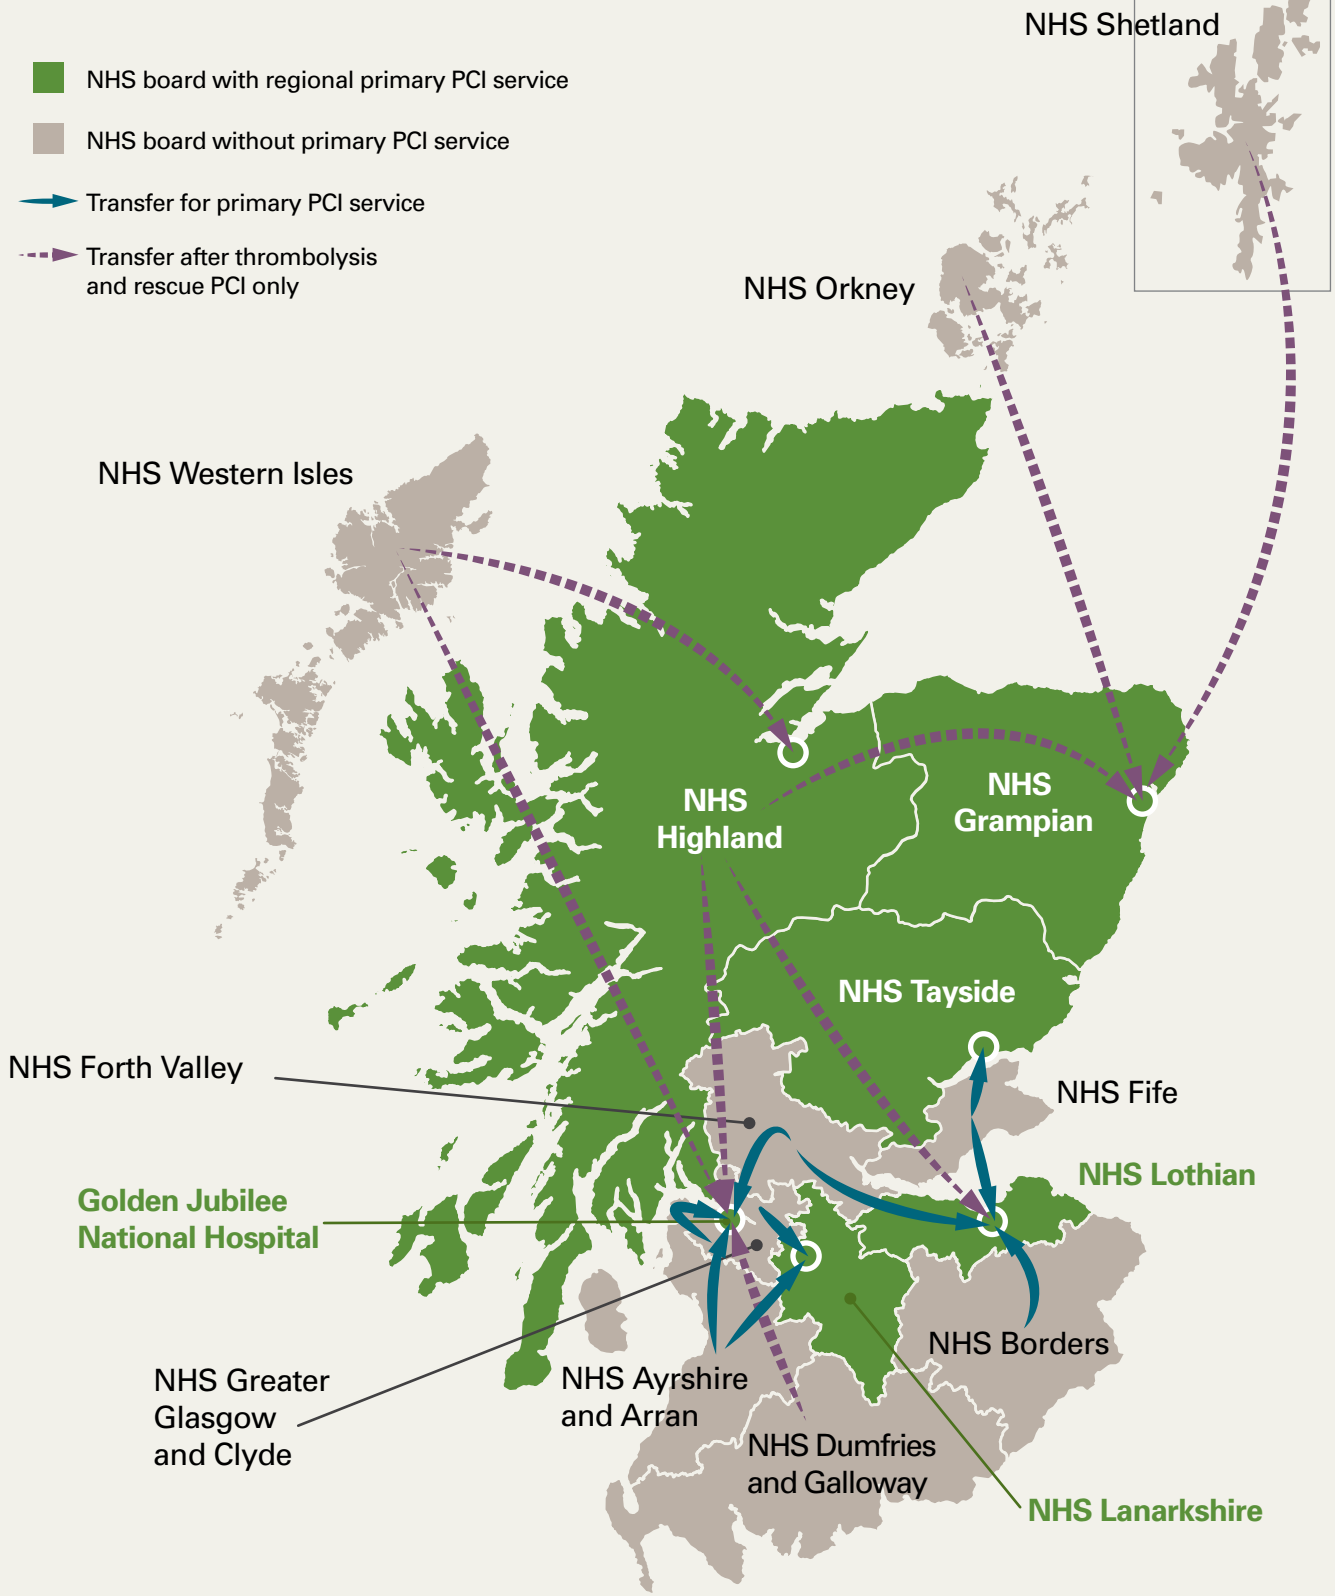 NHS Shetland
NHS board with regional primary PCI service
NHS board without primary PCI service
Transfer for primary PCI service
Transfer after thrombolysis
and rescue PCI only
NHS Orkney
NHS Western Isles
NHS
Highland
NHS
Grampian
NHS Tayside
NHS Forth Valley
NHS Fife
NHS Lothian
Golden Jubilee
National Hospital
NHS Borders
NHS Greater
Glasgow
and Clyde
NHS Ayrshire
and Arran
NHS Dumfries
and Galloway
NHS Lanarkshire